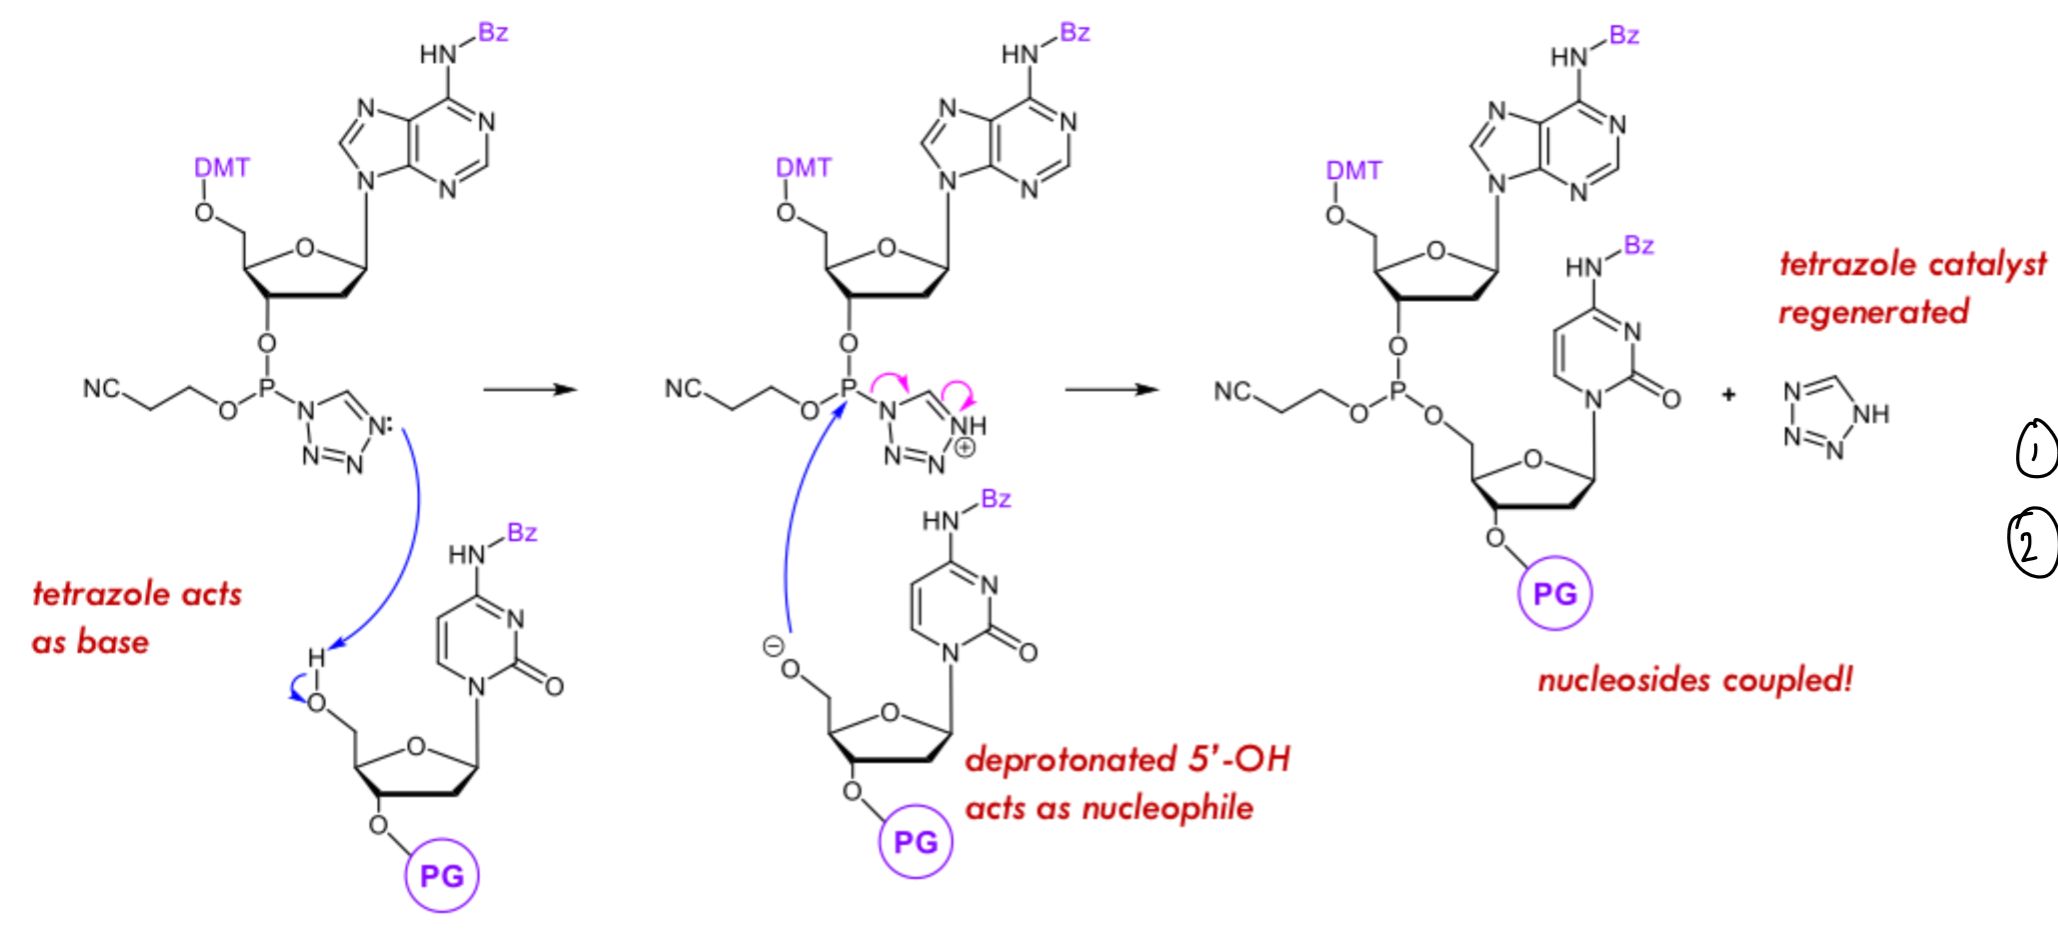 HN
Bz
N
N
N
N
DMT
O
O
O
NC
O
P
N
N:
N
N
tetrazole acts
as base
H
O
HN
Bz
N
N
O
O
O
PG
HN
Bz
N
N
N
N
DMT
O
O
O
NC
O
P
N
NH
⊕
N
N
HN
Bz
N
N
O
⊖
O
O
O
PG
deprotonated 5'-OH
acts as nucleophile
HN
Bz
N
N
N
N
DMT
O
O
O
NC
O
P
O
HN
Bz
N
N
O
O
O
PG
+
tetrazole catalyst
regenerated
N
NH
N
N
nucleosides coupled!
1
2